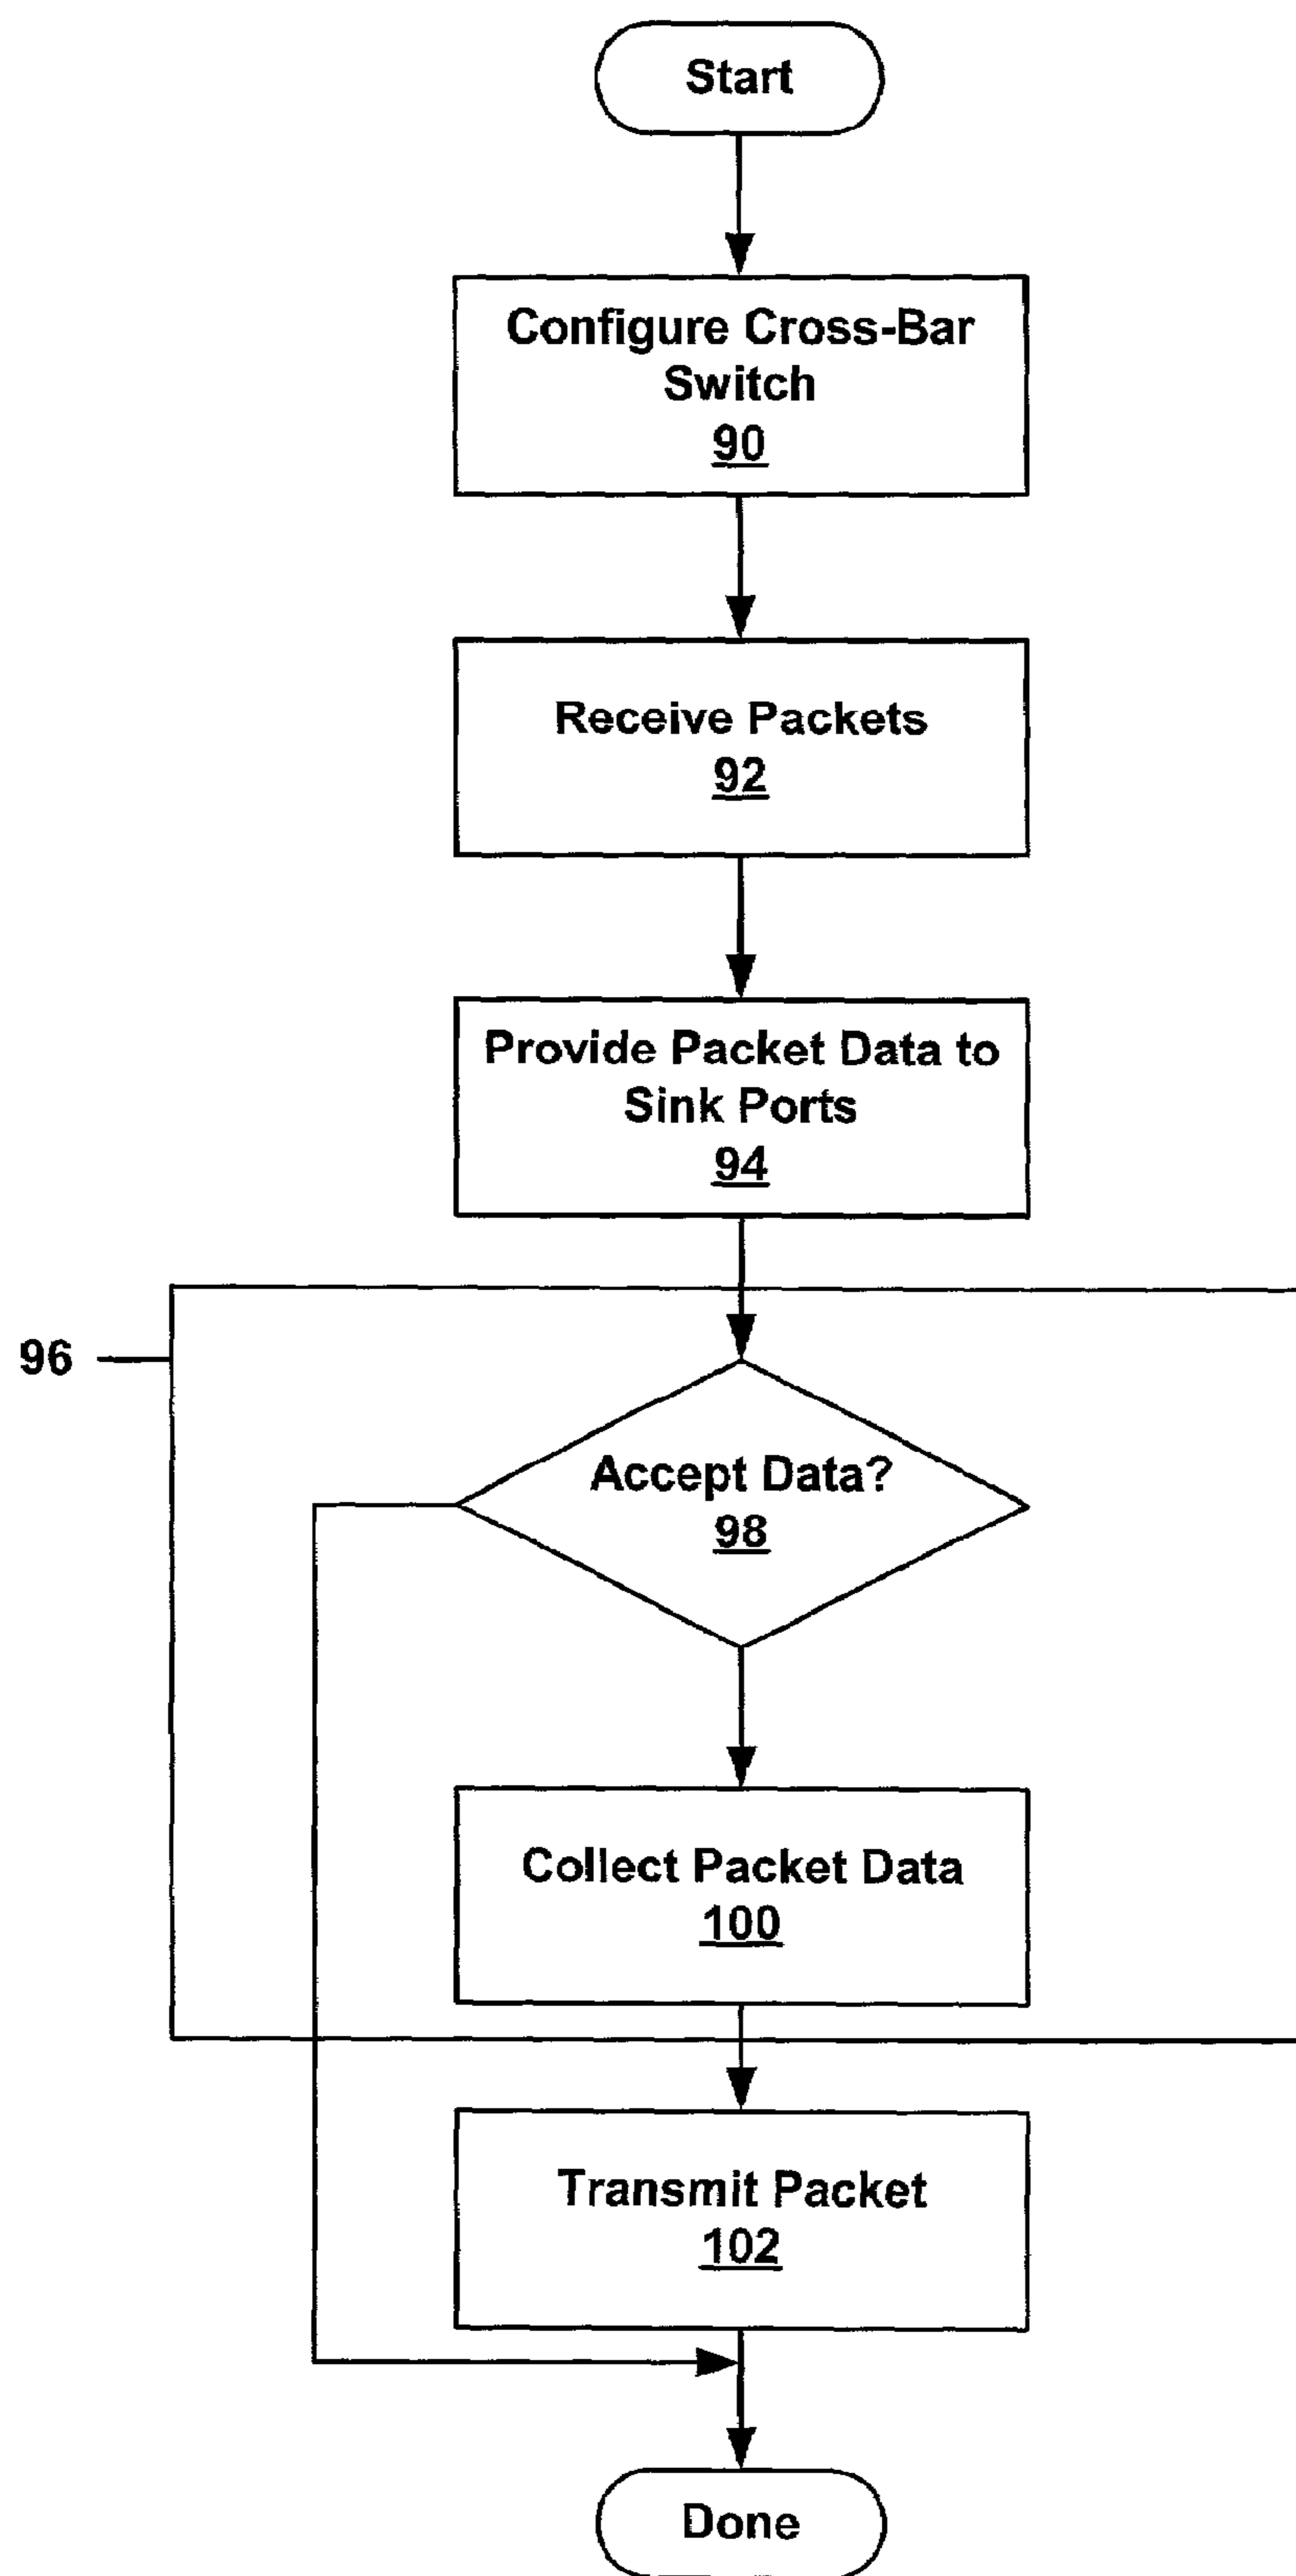 Start
Configure Cross-Bar
Switch
90
Receive Packets
92
Provide Packet Data to
Sink Ports
94
96
Accept Data?
98
Collect Packet Data
100
Transmit Packet
102
Done